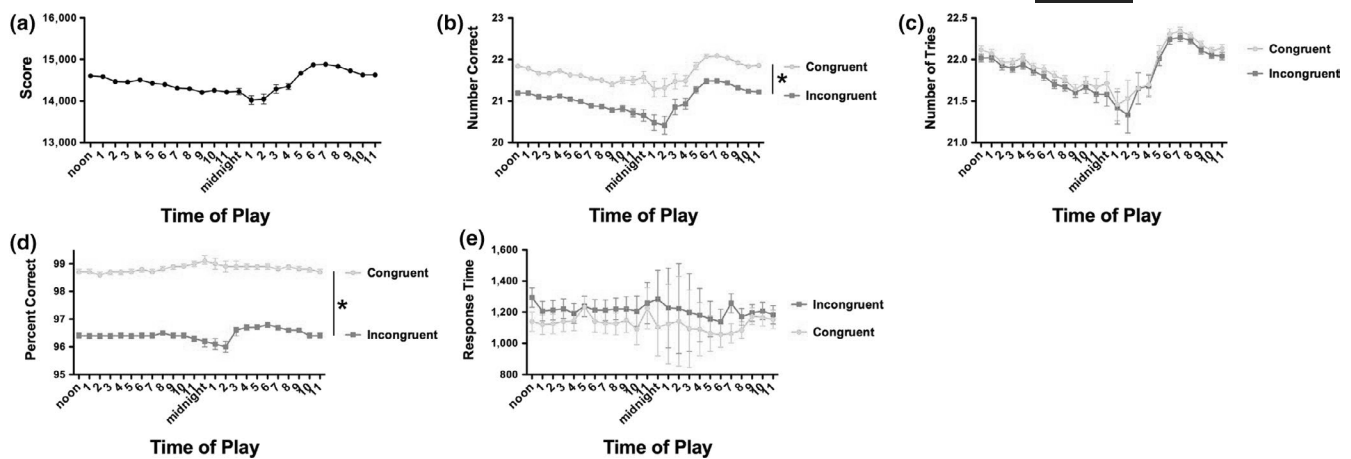 (a)
16,000
15,000
14,000
13,000
Score
noon 1 2 3 4 5 6 7 8 9 10 11 midnight 1 2 3 4 5 6 7 8 9 10 11
Time of Play
(b)
23
22
21
20
Number Correct
Congruent
*
Incongruent
noon 1 2 3 4 5 6 7 8 9 10 11 midnight 1 2 3 4 5 6 7 8 9 10 11
Time of Play
(c)
22.5
22.0
21.5
21.0
Number of Tries
Congruent
Incongruent
noon 1 2 3 4 5 6 7 8 9 10 11 midnight 1 2 3 4 5 6 7 8 9 10 11
Time of Play
(d)
99
98
97
96
95
Percent Correct
Congruent
*
Incongruent
noon 1 2 3 4 5 6 7 8 9 10 11 midnight 1 2 3 4 5 6 7 8 9 10 11
Time of Play
(e)
1,600
1,400
1,200
1,000
800
Response Time
Incongruent
Congruent
noon 1 2 3 4 5 6 7 8 9 10 11 midnight 1 2 3 4 5 6 7 8 9 10 11
Time of Play